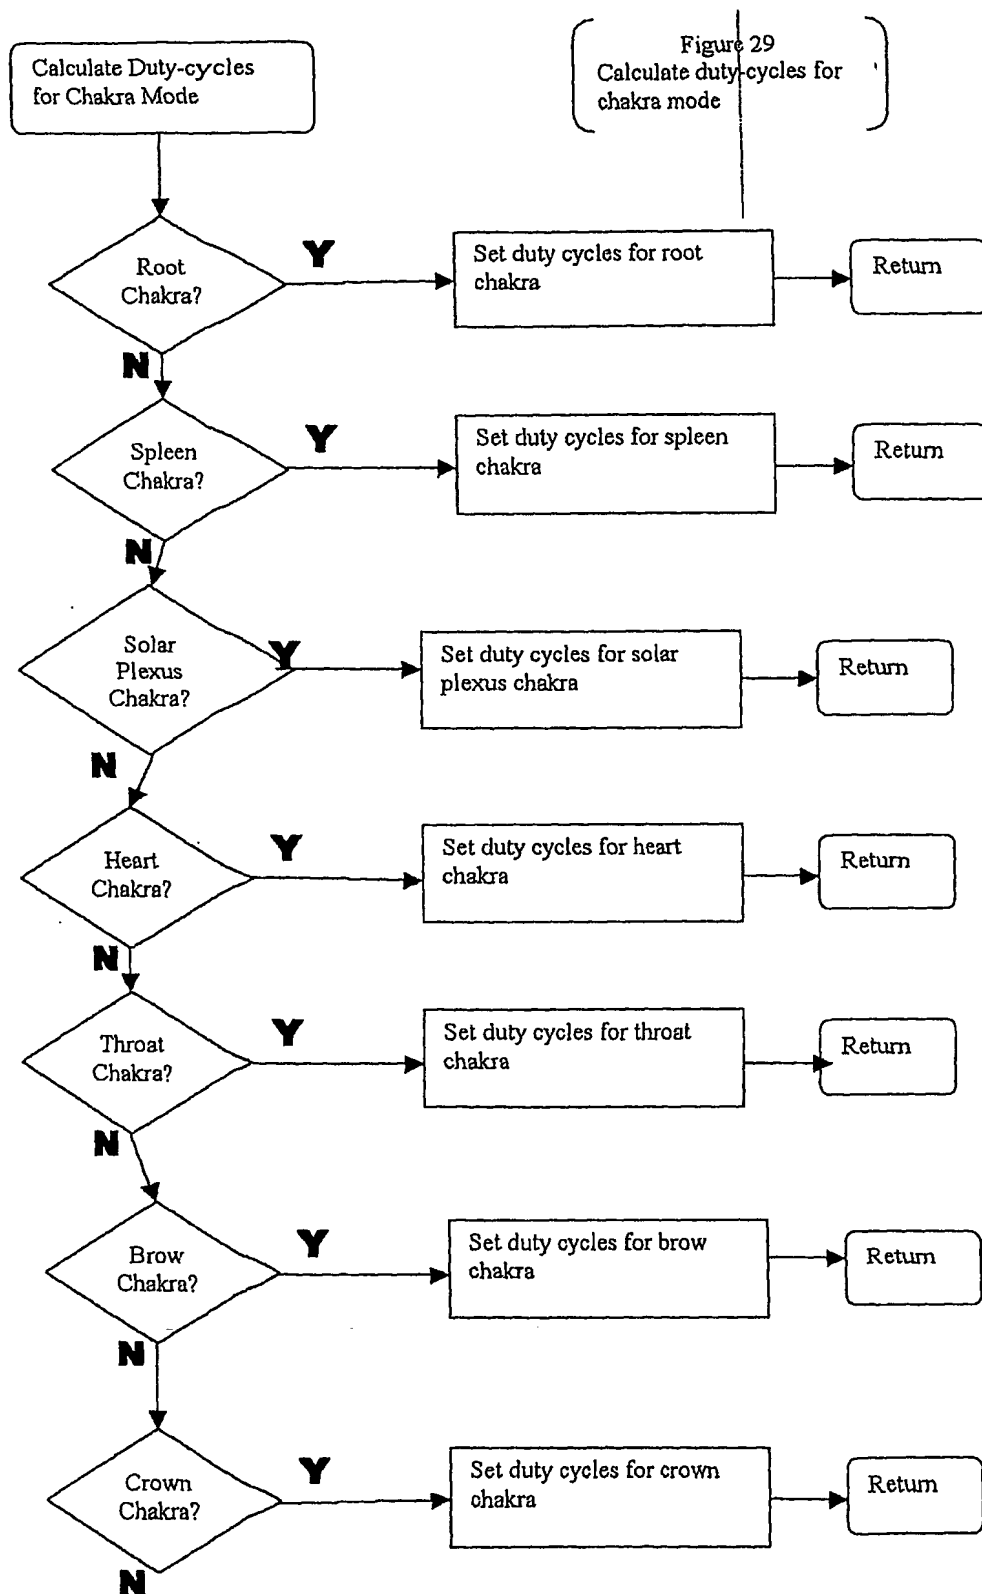 Calculate Duty-cycles
for Chakra Mode
Figure 29
Calculate duty-cycles for
chakra mode
Root
Chakra?
Y
Set duty cycles for root
chakra
Return
N
Spleen
Chakra?
Y
Set duty cycles for spleen
chakra
Return
N
Solar
Plexus
Chakra?
Y
Set duty cycles for solar
plexus chakra
Return
N
Heart
Chakra?
Y
Set duty cycles for heart
chakra
Return
N
Throat
Chakra?
Y
Set duty cycles for throat
chakra
Return
N
Brow
Chakra?
Y
Set duty cycles for brow
chakra
Return
N
Crown
Chakra?
Y
Set duty cycles for crown
chakra
Return
N